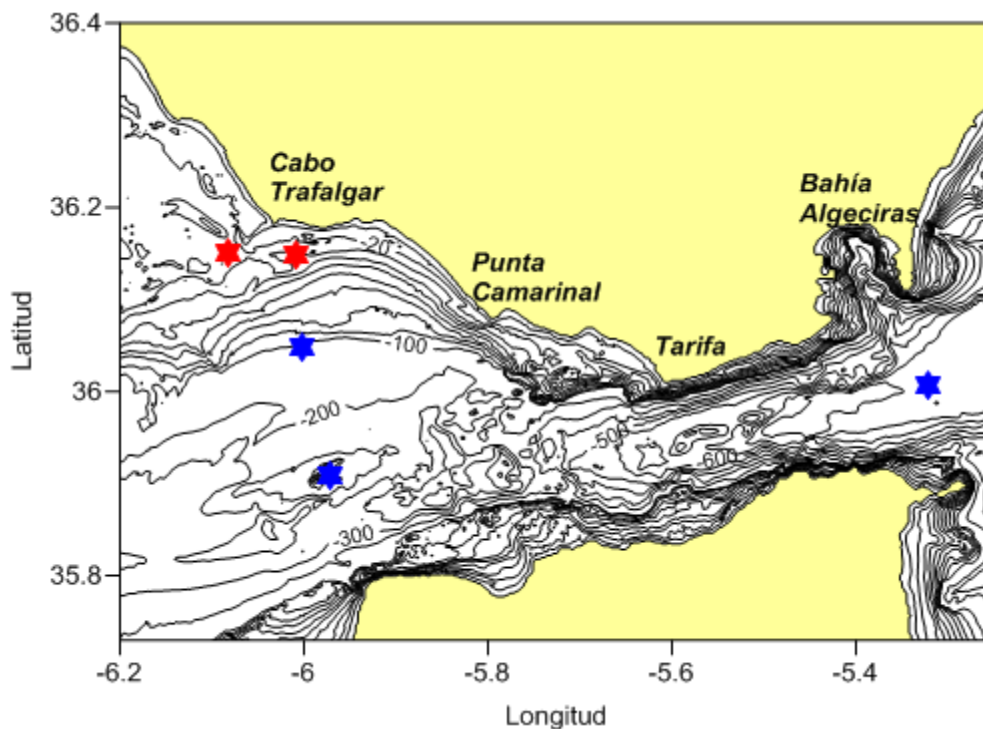 36.4
Cabo
Trafalgar
Bahía
Algeciras
36.2
-20
Punta
Camarinal
-100
Tarifa
Latitud
36
-200
-500
-600
-300
35.8
-6.2
-6
-5.8
-5.6
-5.4
Longitud